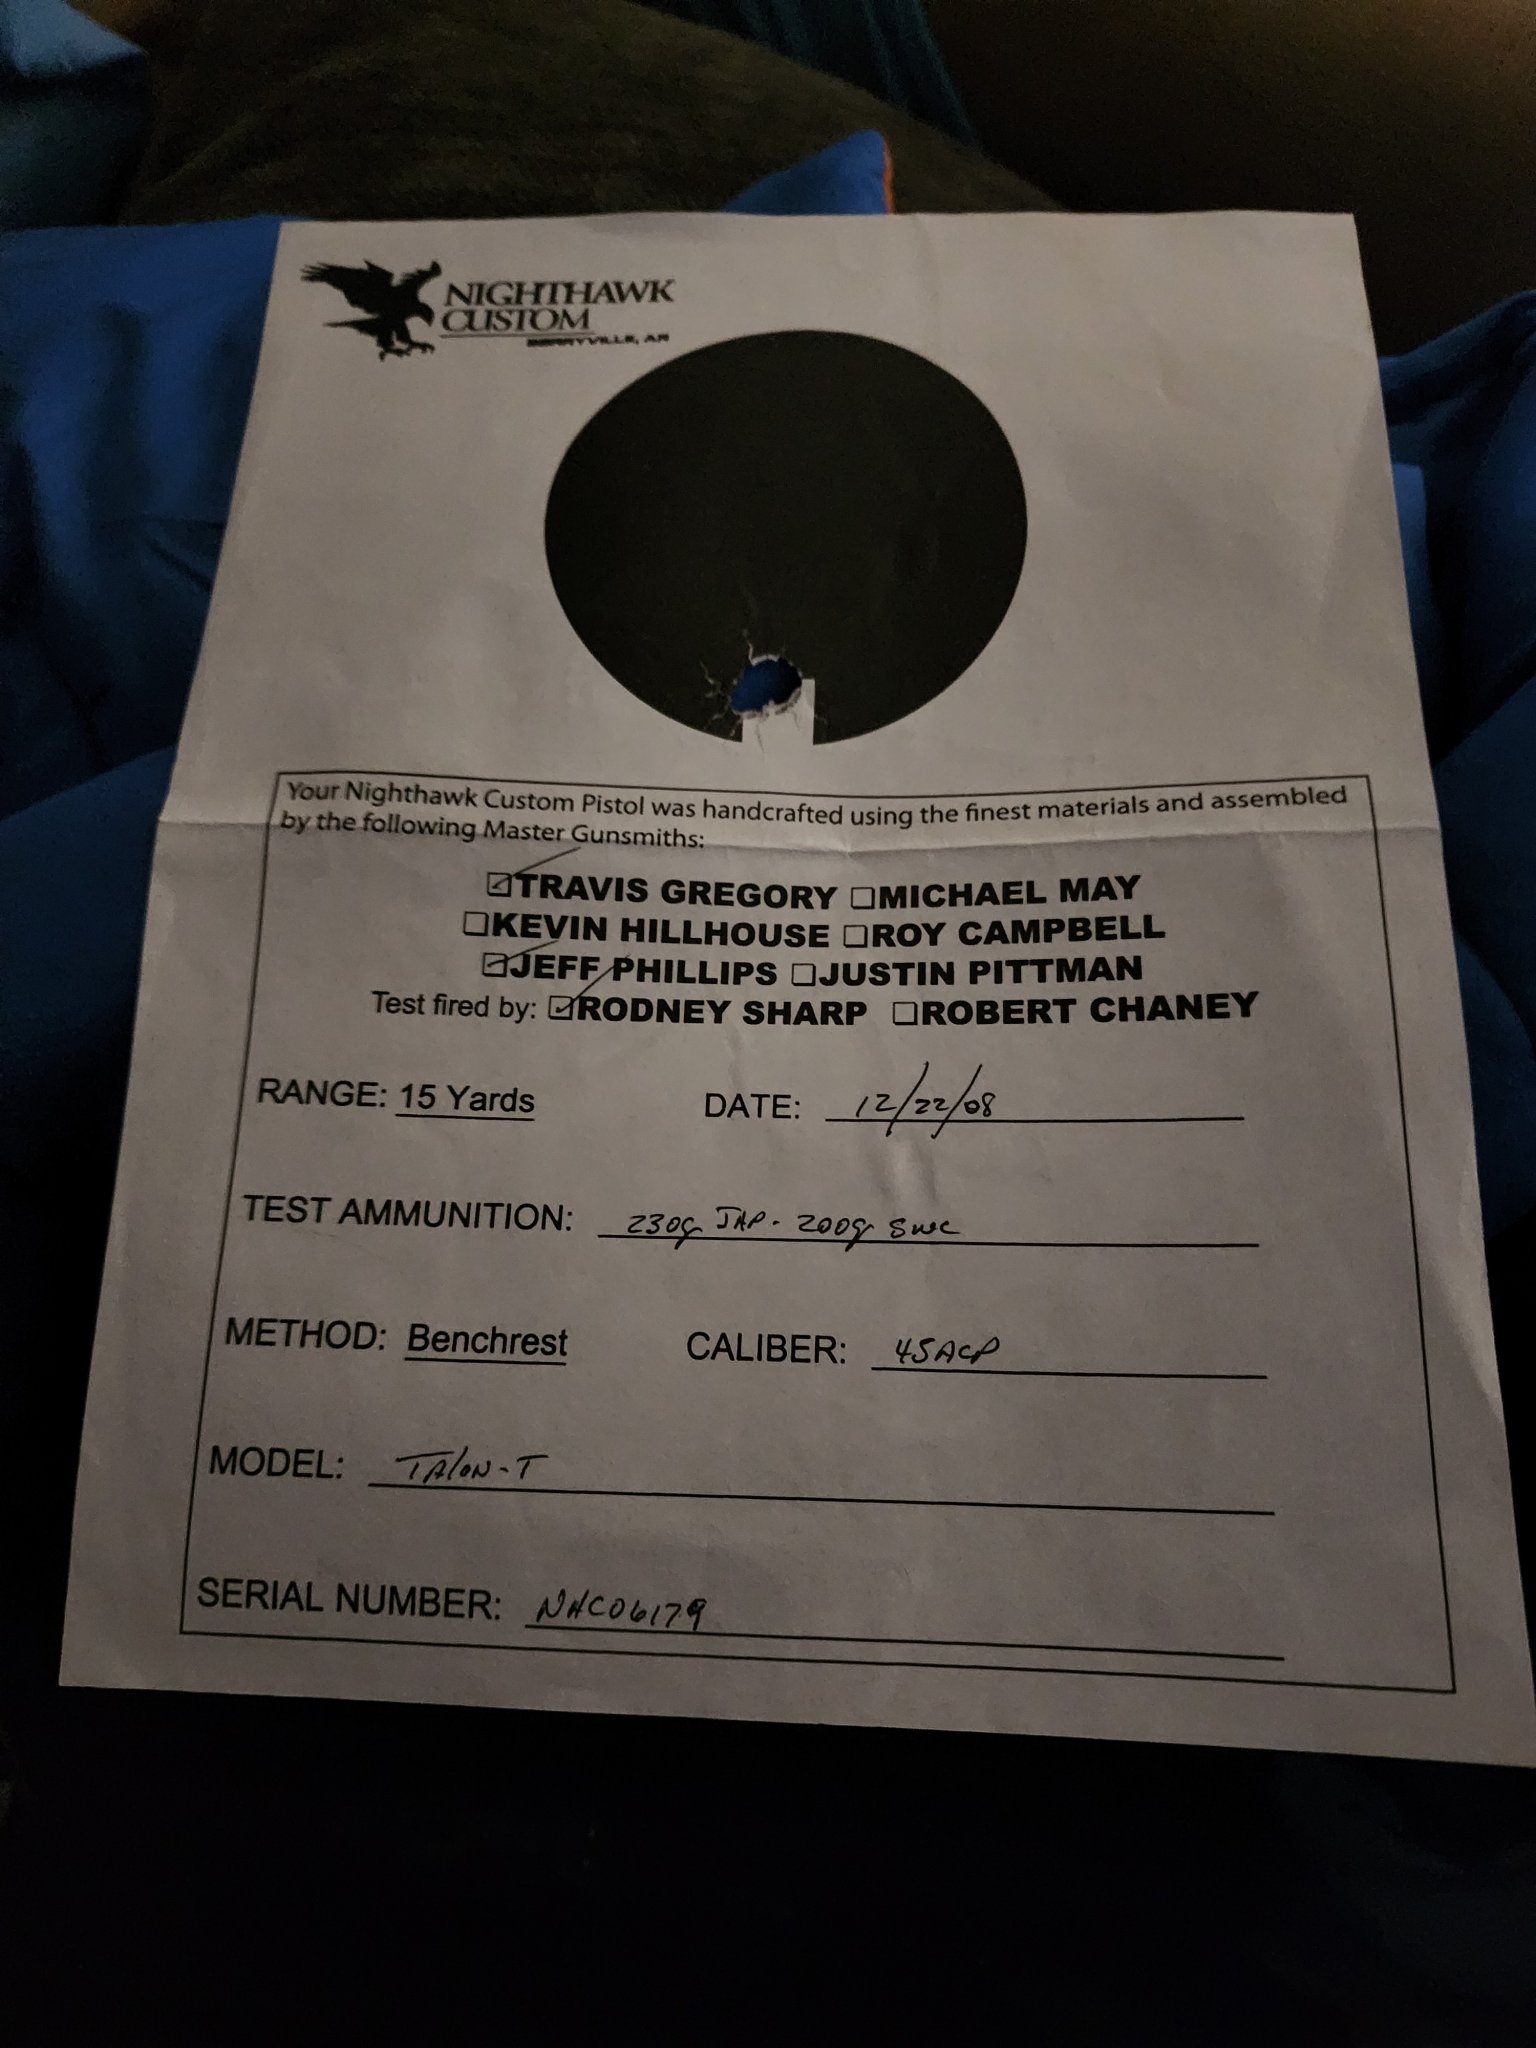 NIGHTHAWK
CUSTOM
BERRYVILLE, AR
Your Nighthawk Custom Pistol was handcrafted using the finest materials and assembled
by the following Master Gunsmiths:
☑TRAVIS GREGORY ☐MICHAEL MAY
☐KEVIN HILLHOUSE ☐ROY CAMPBELL
☑JEFF PHILLIPS ☐JUSTIN PITTMAN
Test fired by: ☑RODNEY SHARP ☐ROBERT CHANEY
RANGE: 15 Yards DATE: 12/22/08
TEST AMMUNITION: 230g JHP - 200g SWC
METHOD: Benchrest CALIBER: 45ACP
MODEL: TAlON-T
SERIAL NUMBER: NHC06179